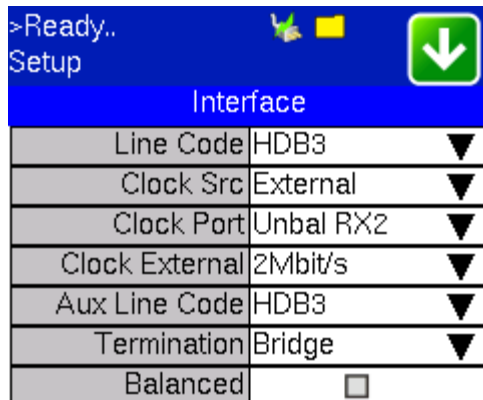 >Ready..
Setup
Interface
Line Code HDB3
Clock Src External
Clock Port Unbal RX2
Clock External 2Mbit/s
Aux Line Code HDB3
Termination Bridge
Balanced